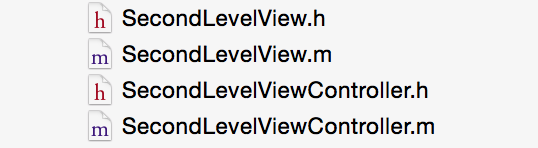 h SecondLevelView.h
m SecondLevelView.m
h SecondLevelViewController.h
m SecondLevelViewController.m